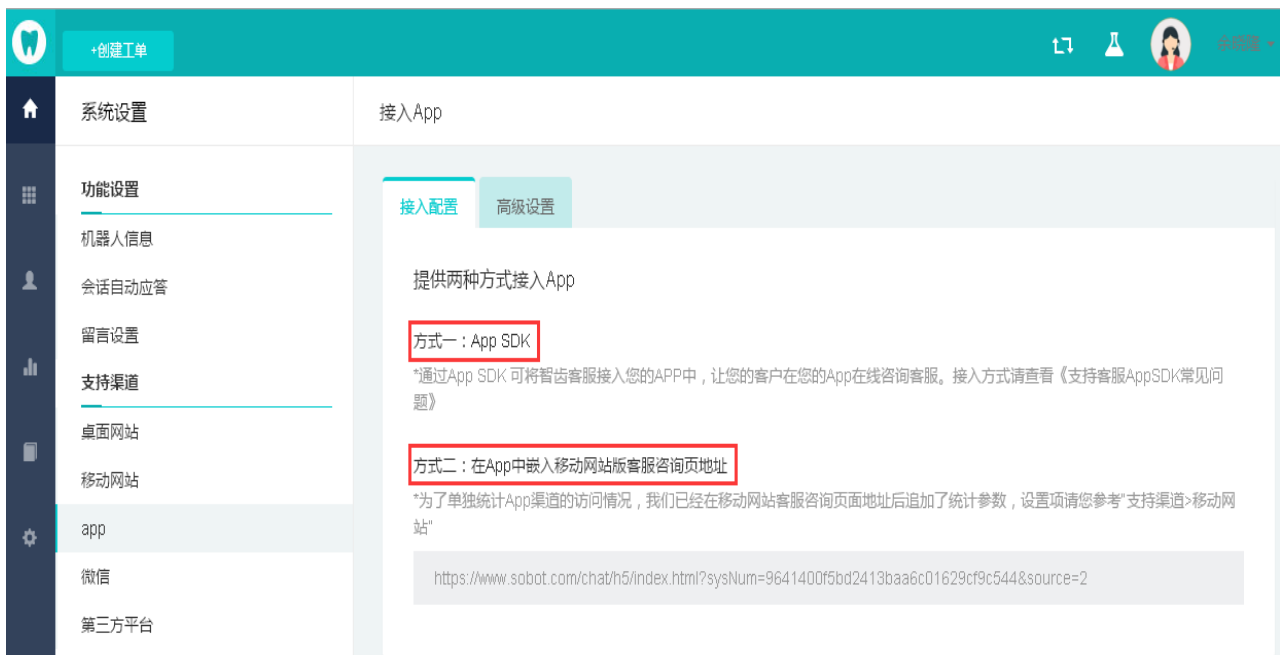 +创建工单
系统设置
接入App
功能设置
机器人信息
会话自动应答
留言设置
支持渠道
桌面网站
移动网站
app
微信
第三方平台
接入配置
高级设置
提供两种方式接入App
方式一：App SDK
*通过App SDK 可将智齿客服接入您的APP中，让您的客户在您的App在线咨询客服。接入方式请查看《支持客服AppSDK常见问
题》
方式二：在App中嵌入移动网站版客服咨询页地址
*为了单独统计App渠道的访问情况，我们已经在移动网站客服咨询页面地址后追加了统计参数，设置项请您参考"支持渠道>移动网
站"
https://www.sobot.com/chat/h5/index.html?sysNum=9641400f5bd2413baa6c01629cf9c544&source=2